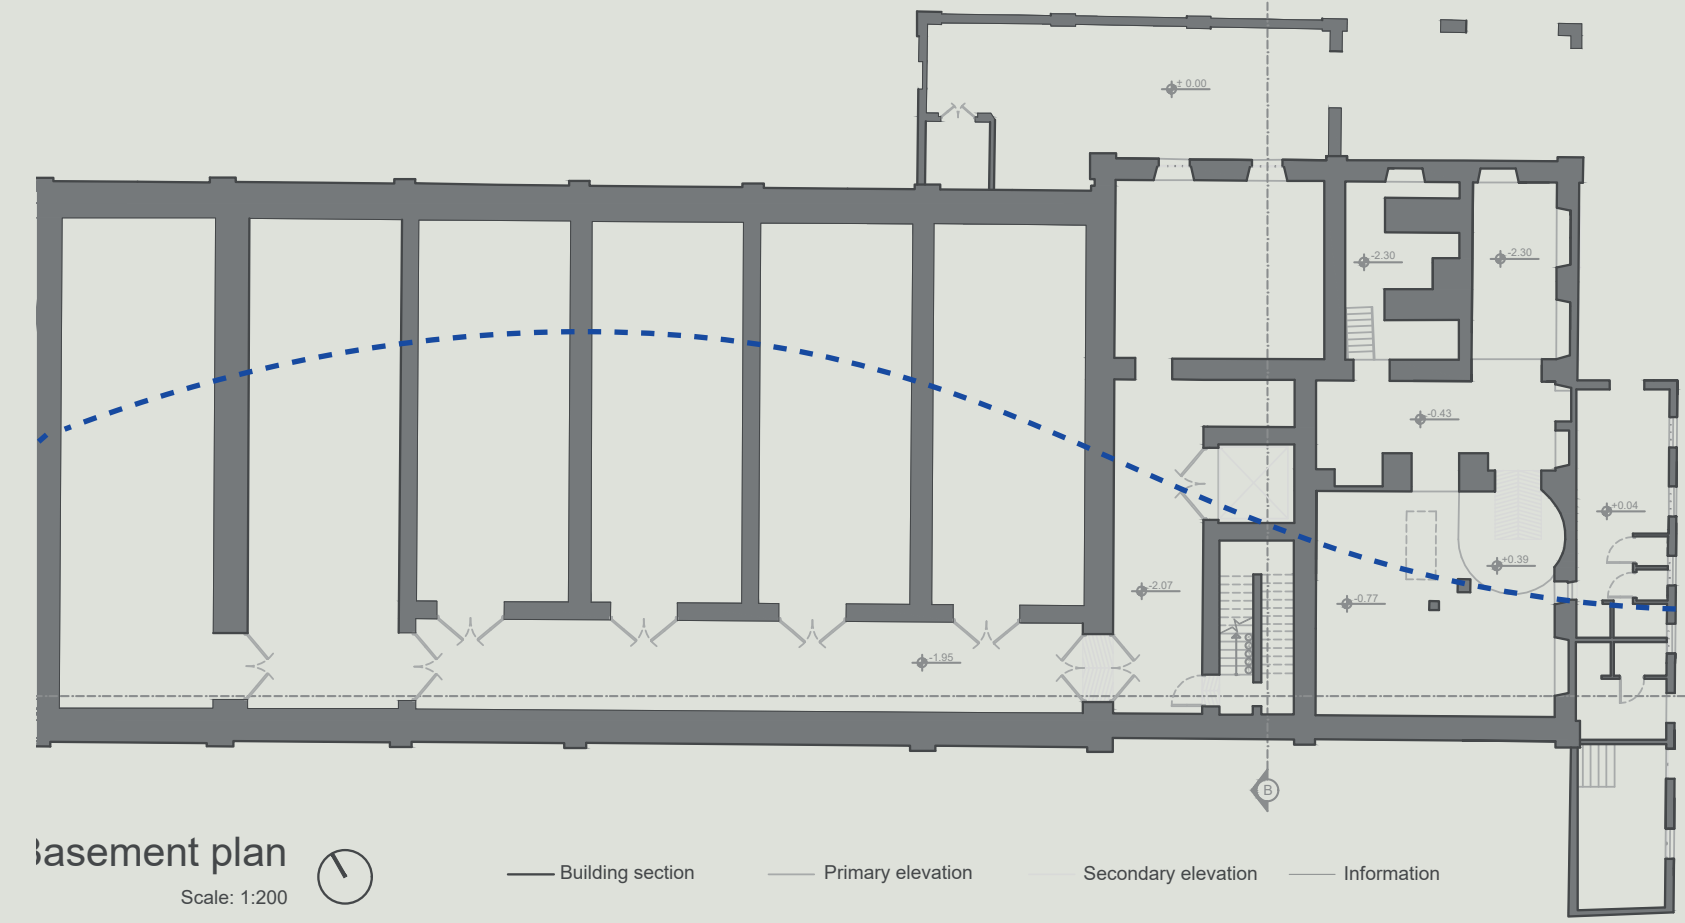 ± 0.00
-2.30
-2.30
-0.43
+0.04
+0.39
-2.07
-0.77
-1.95
B
Basement plan
Scale: 1:200
Building section
Primary elevation
Secondary elevation
Information